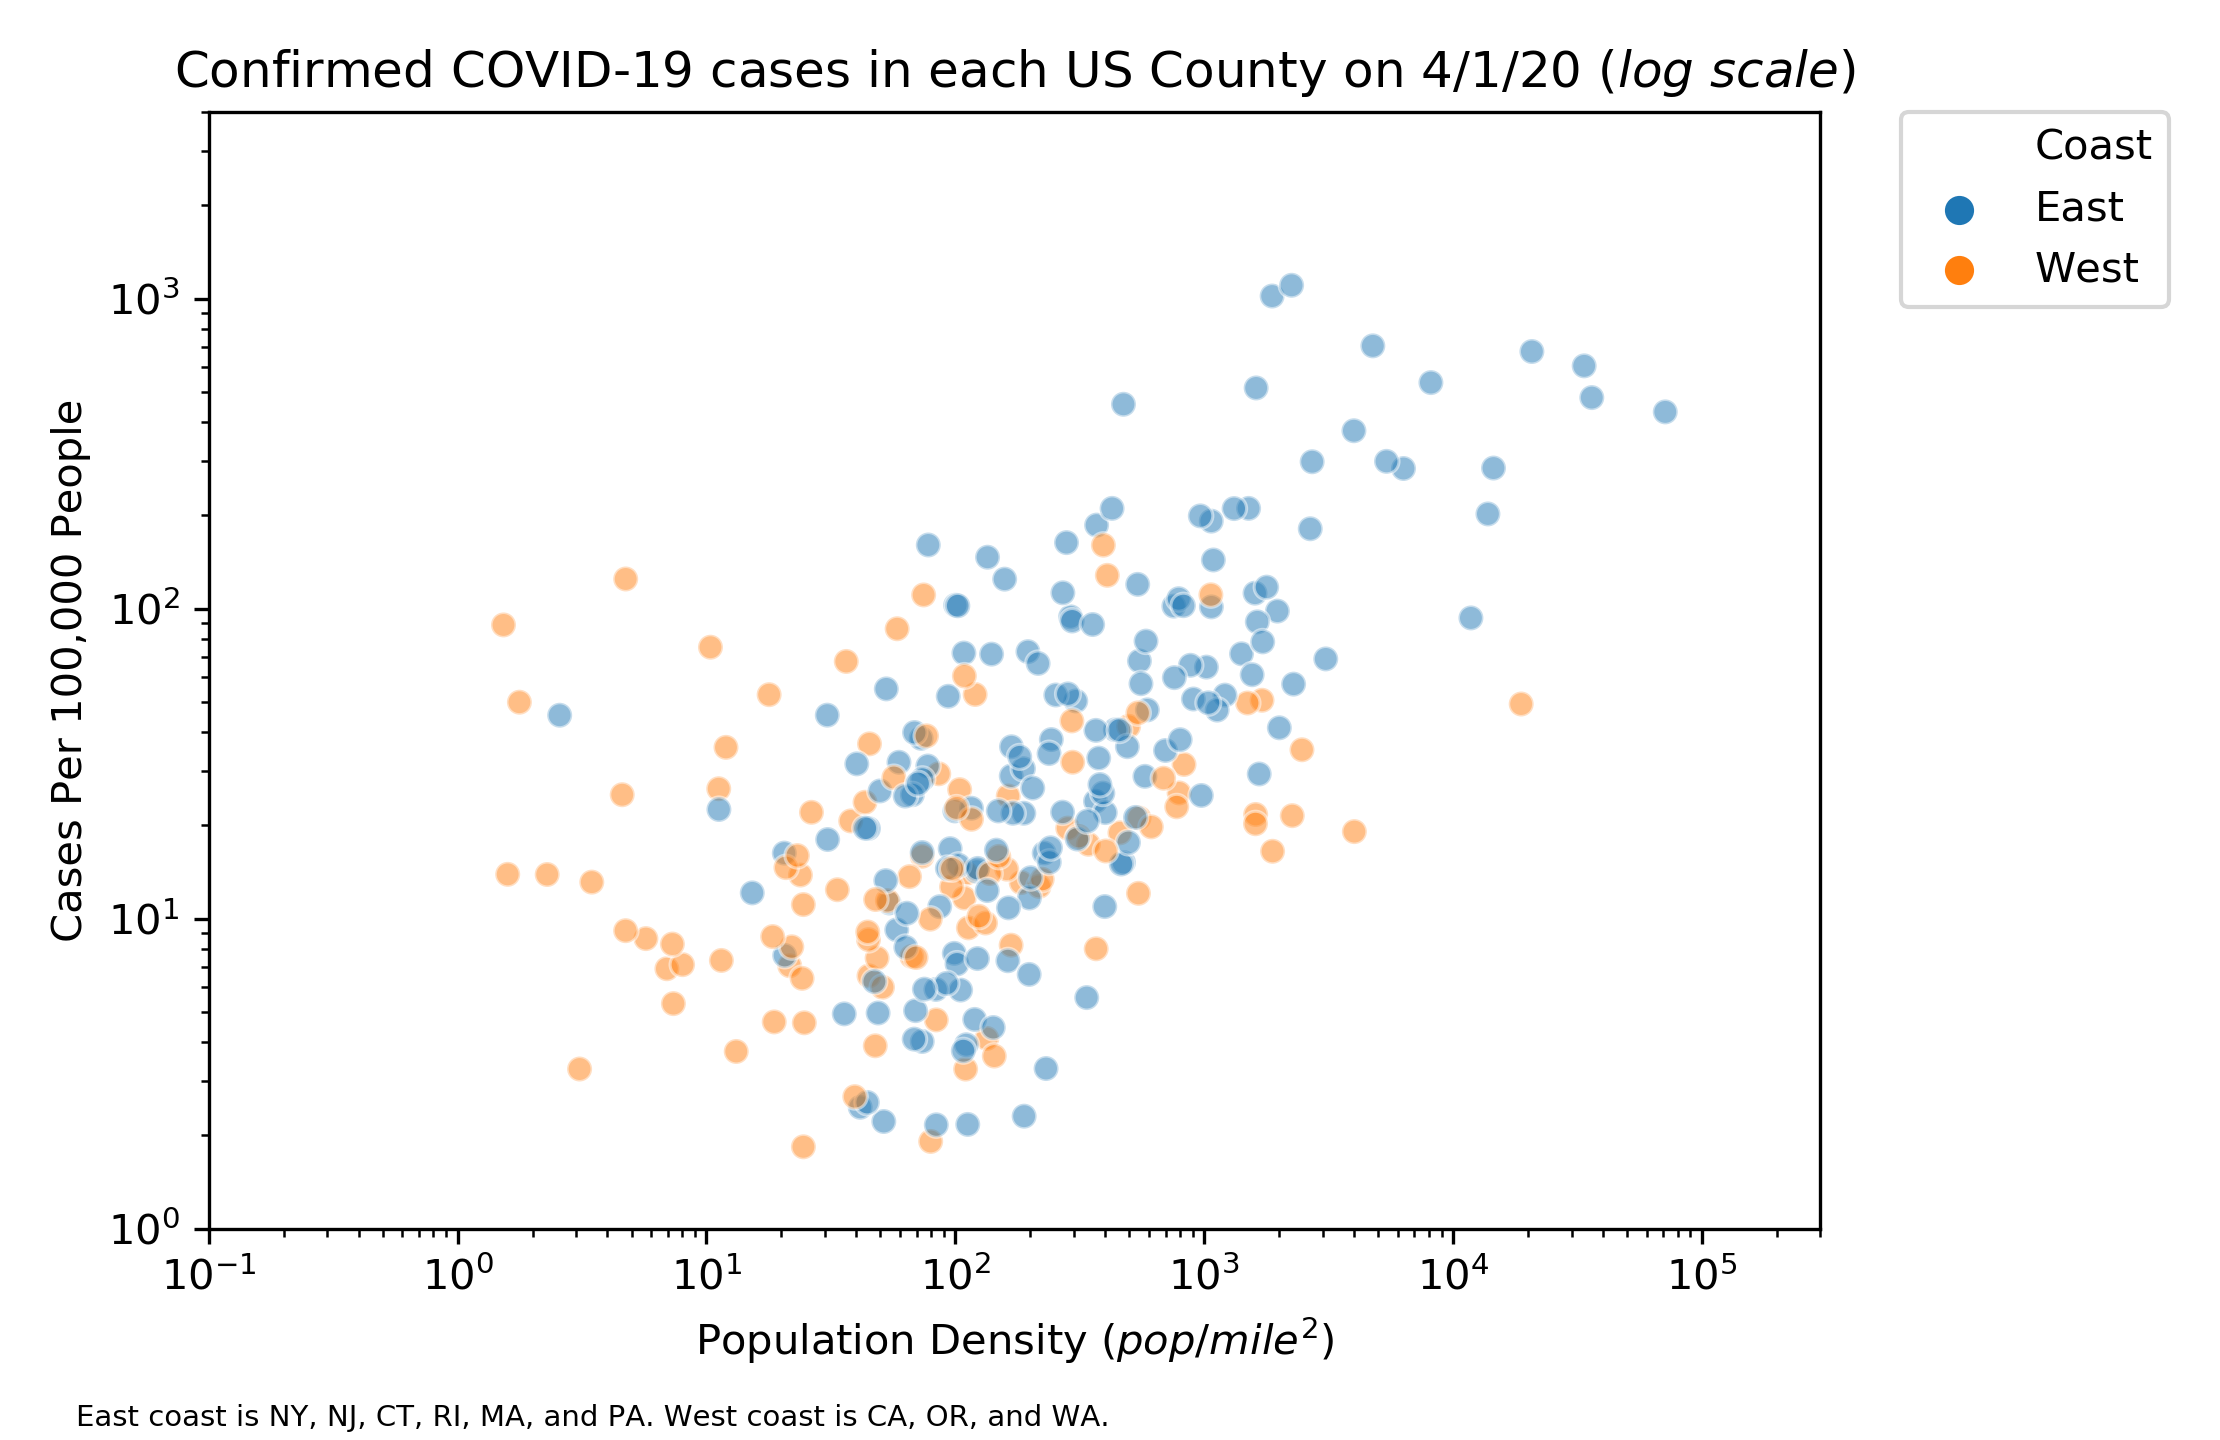 Confirmed COVID-19 cases in each US County on 4/1/20 (log scale)
Coast
East
West
Cases Per 100,000 People
10³
10²
10¹
10⁰
10⁻¹ 10⁰ 10¹ 10² 10³ 10⁴ 10⁵
Population Density (pop/mile²)
East coast is NY, NJ, CT, RI, MA, and PA. West coast is CA, OR, and WA.